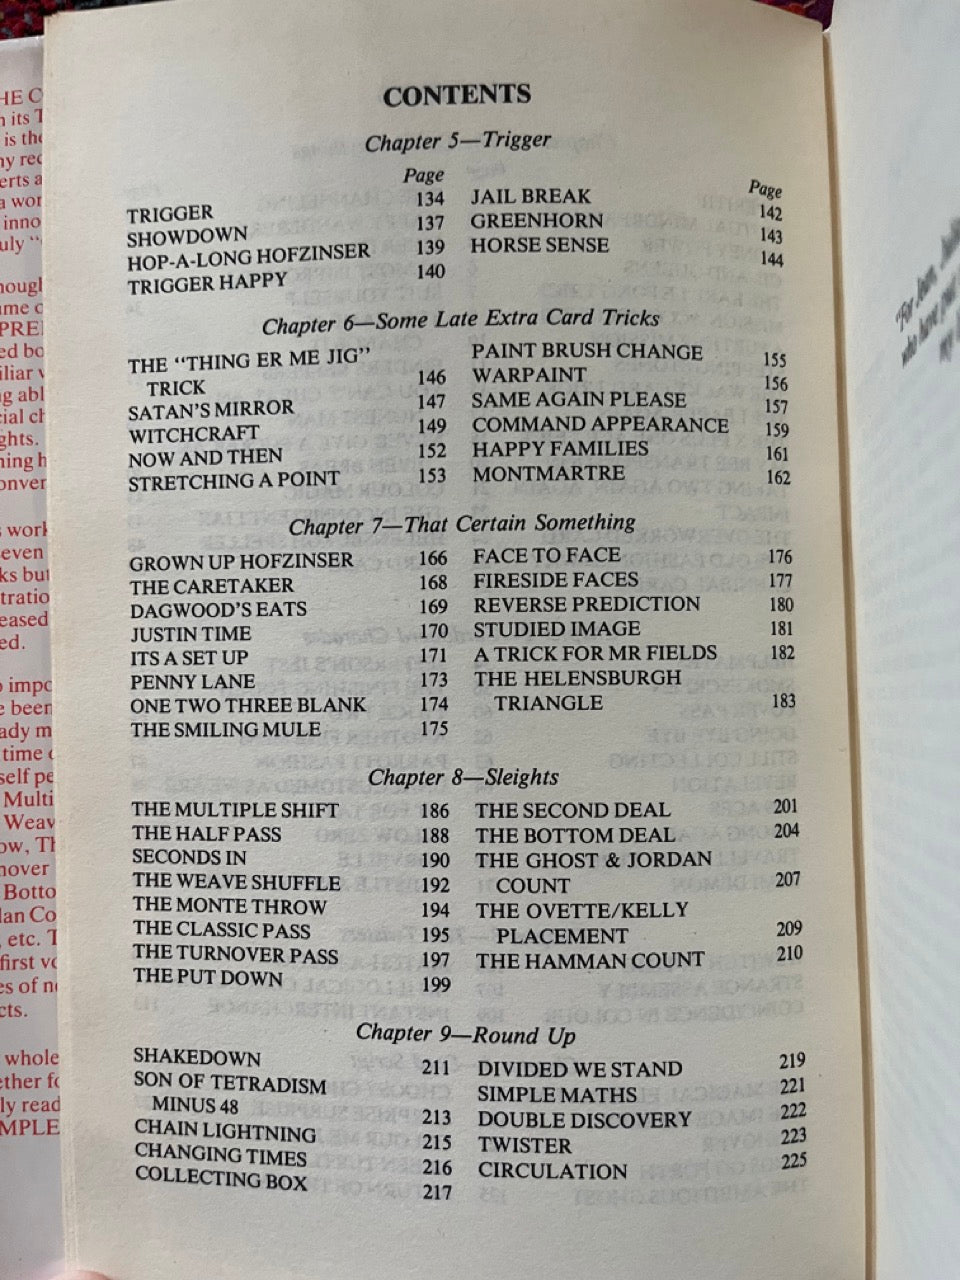 CONTENTS
Chapter 5—Trigger
Page
TRIGGER 134
SHOWDOWN 137
HOP-A-LONG HOFZINSER 139
TRIGGER HAPPY 140
Page
JAIL BREAK 142
GREENHORN 143
HORSE SENSE 144
Chapter 6—Some Late Extra Card Tricks
THE “THING ER ME JIG”
TRICK 146
SATAN'S MIRROR 147
WITCHCRAFT 149
NOW AND THEN 152
STRETCHING A POINT 153
PAINT BRUSH CHANGE 155
WARPAINT 156
SAME AGAIN PLEASE 157
COMMAND APPEARANCE 159
HAPPY FAMILIES 161
MONTMARTRE 162
Chapter 7—That Certain Something
GROWN UP HOFZINSER 166
THE CARETAKER 168
DAGWOOD'S EATS 169
JUSTIN TIME 170
ITS A SET UP 171
PENNY LANE 173
ONE TWO THREE BLANK 174
THE SMILING MULE 175
FACE TO FACE 176
FIRESIDE FACES 177
REVERSE PREDICTION 180
STUDIED IMAGE 181
A TRICK FOR MR FIELDS 182
THE HELENSBURGH
TRIANGLE 183
Chapter 8—Sleights
THE MULTIPLE SHIFT 186
THE HALF PASS 188
SECONDS IN 190
THE WEAVE SHUFFLE 192
THE MONTE THROW 194
THE CLASSIC PASS 195
THE TURNOVER PASS 197
THE PUT DOWN 199
THE SECOND DEAL 201
THE BOTTOM DEAL 204
THE GHOST & JORDAN
COUNT 207
THE OVETTE/KELLY
PLACEMENT 209
THE HAMMAN COUNT 210
Chapter 9—Round Up
SHAKEDOWN 211
SON OF TETRADISM
MINUS 48 213
CHAIN LIGHTNING 215
CHANGING TIMES 216
COLLECTING BOX 217
DIVIDED WE STAND 219
SIMPLE MATHS 221
DOUBLE DISCOVERY 222
TWISTER 223
CIRCULATION 225